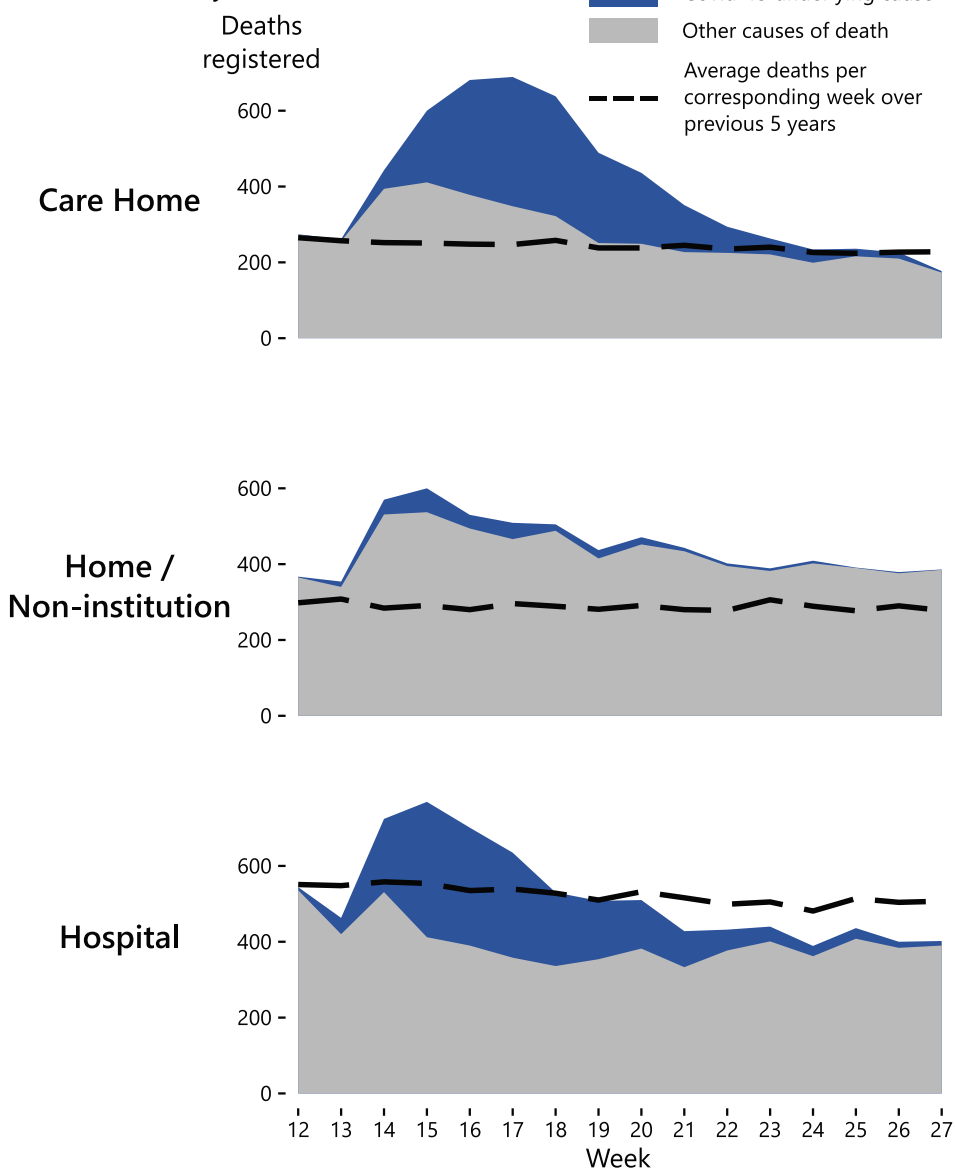 Deaths
registered
Other causes of death
Average deaths per
corresponding week over
previous 5 years
600
400
Care Home
200
0
600
Home /
400
Non-institution
200
0
600
Hospital
400
200
0
12 13 14 15 16 17 18 19 20 21 22 23 24 25 26 27
Week